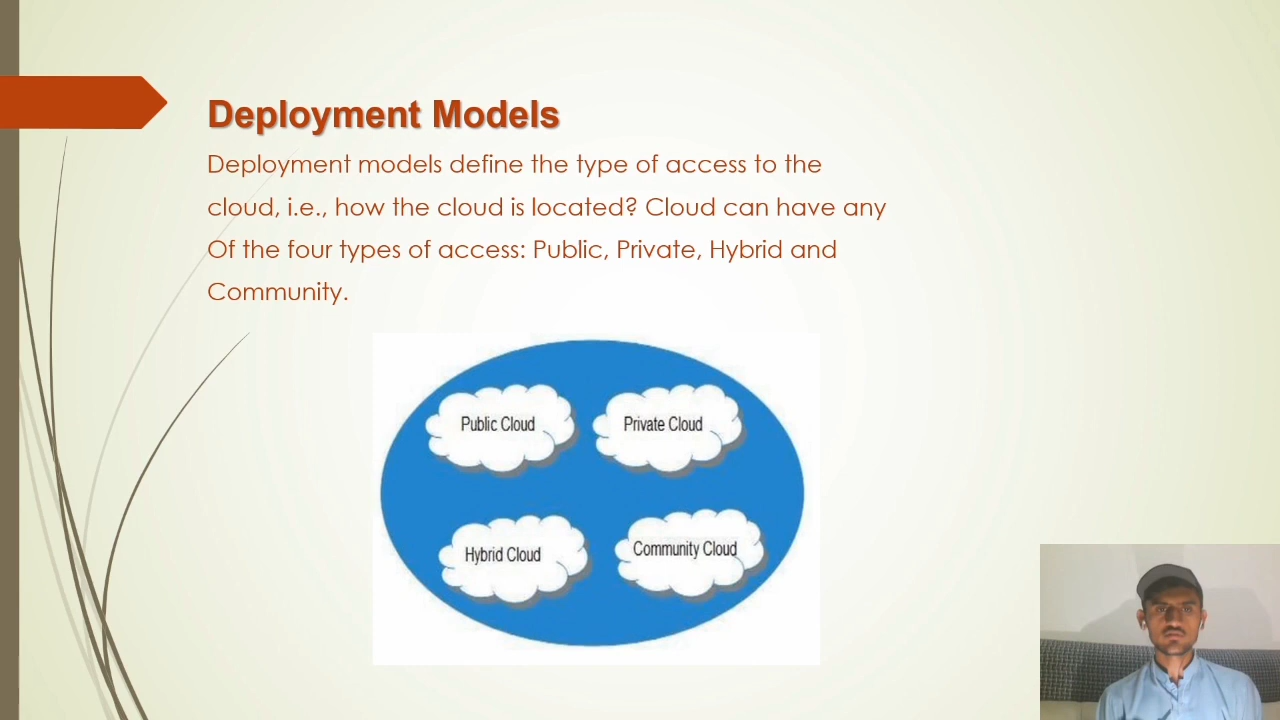 Deployment Models
Deployment models define the type of access to the
cloud, i.e., how the cloud is located? Cloud can have any
Of the four types of access: Public, Private, Hybrid and
Community.
Public Cloud
Private Cloud
Hybrid Cloud
Community Cloud